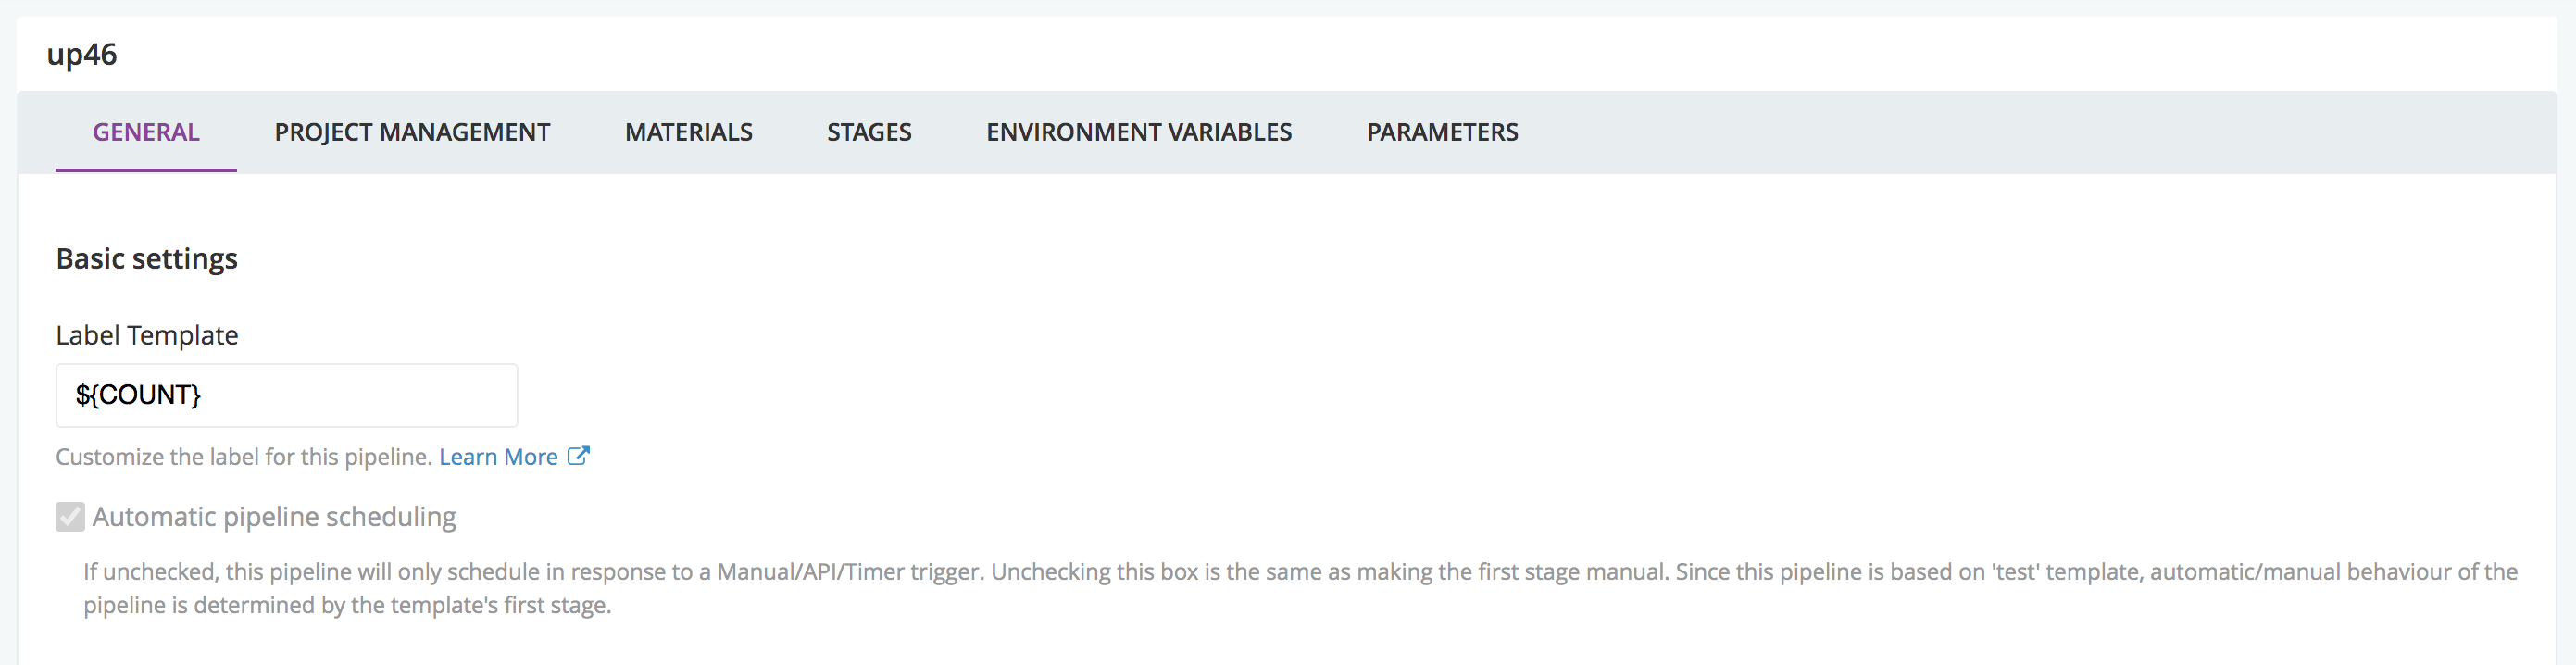 up46
GENERAL PROJECT MANAGEMENT MATERIALS STAGES ENVIRONMENT VARIABLES PARAMETERS
Basic settings
Label Template
${COUNT}
Customize the label for this pipeline. Learn More
Automatic pipeline scheduling
If unchecked, this pipeline will only schedule in response to a Manual/API/Timer trigger. Unchecking this box is the same as making the first stage manual. Since this pipeline is based on 'test' template, automatic/manual behaviour of the
pipeline is determined by the template's first stage.